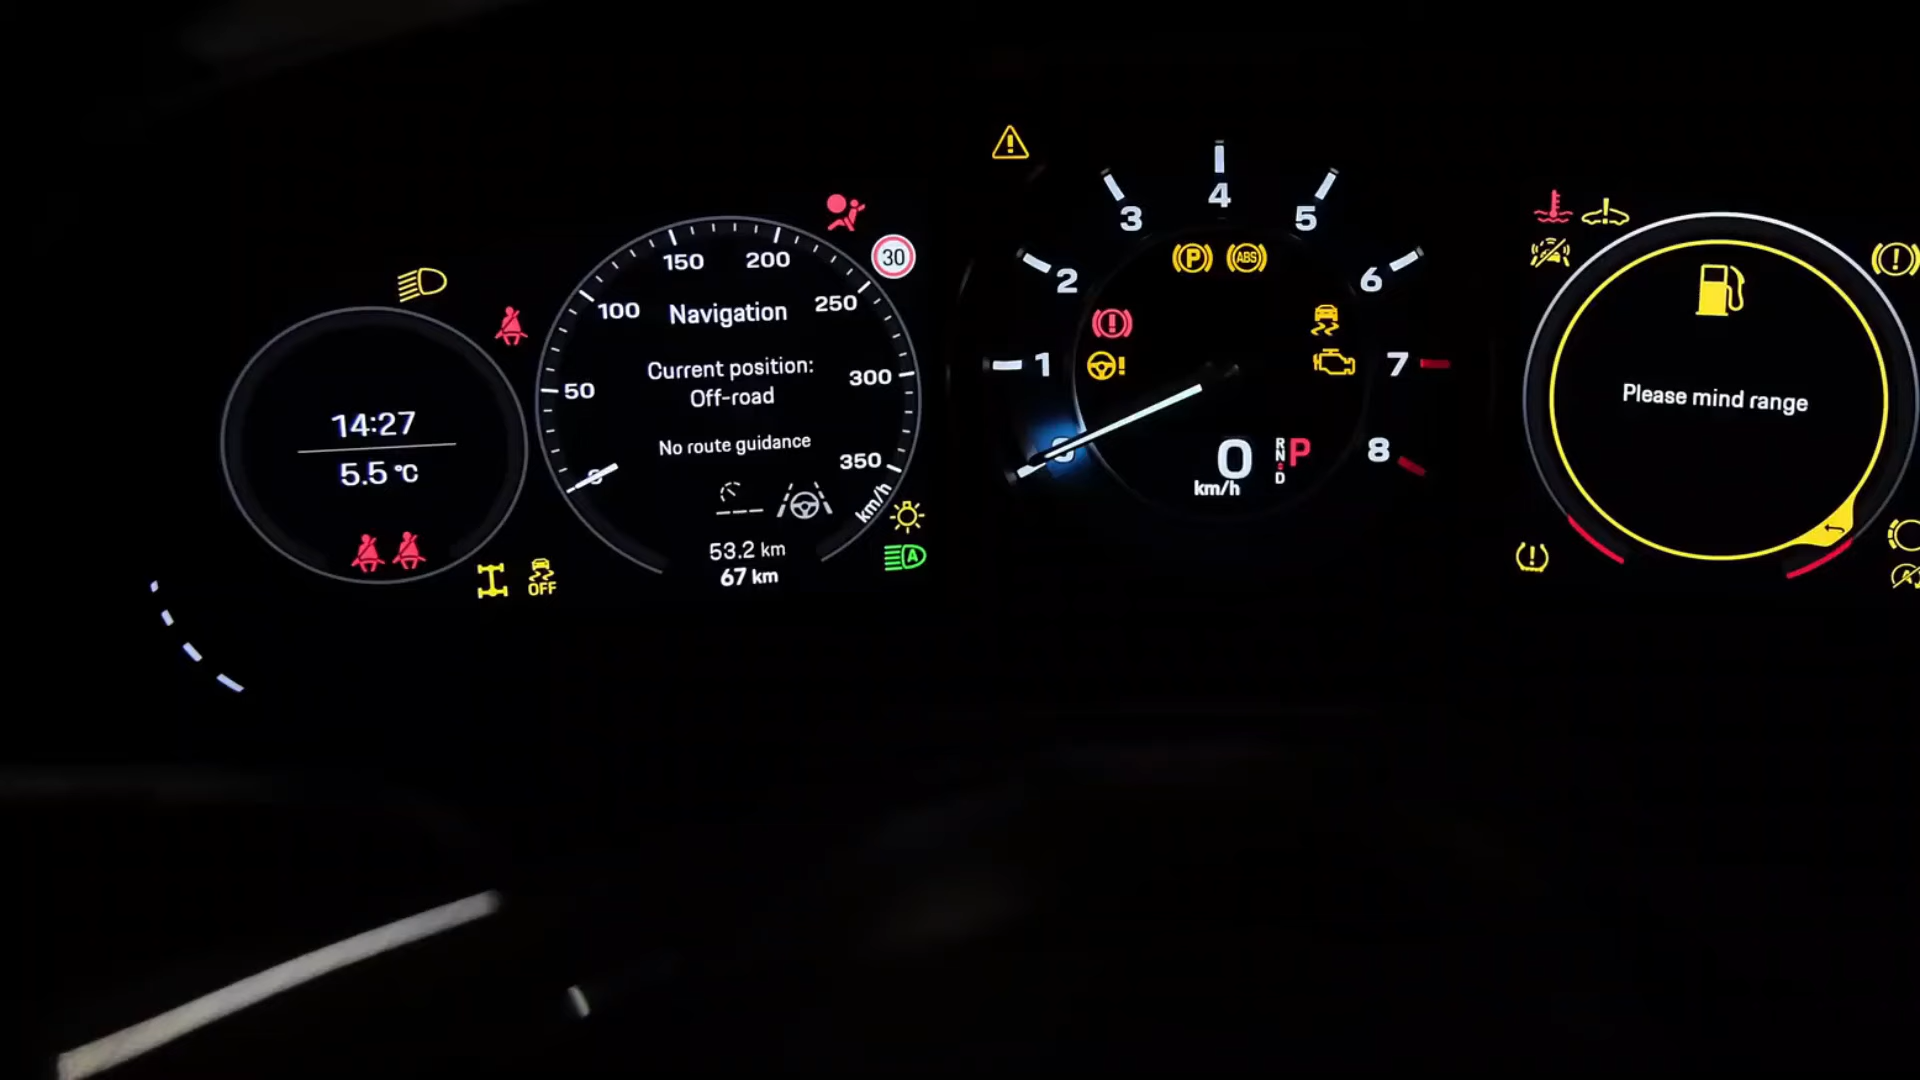 14:27
5.5 °C
OFF
50
100
150
200
250
300
350
km/h
0
Navigation
Current position:
Off-road
No route guidance
53.2 km
67 km
30
A
1
2
3
4
5
6
7
8
P
ABS
0
km/h
R
N
D
P
Please mind range